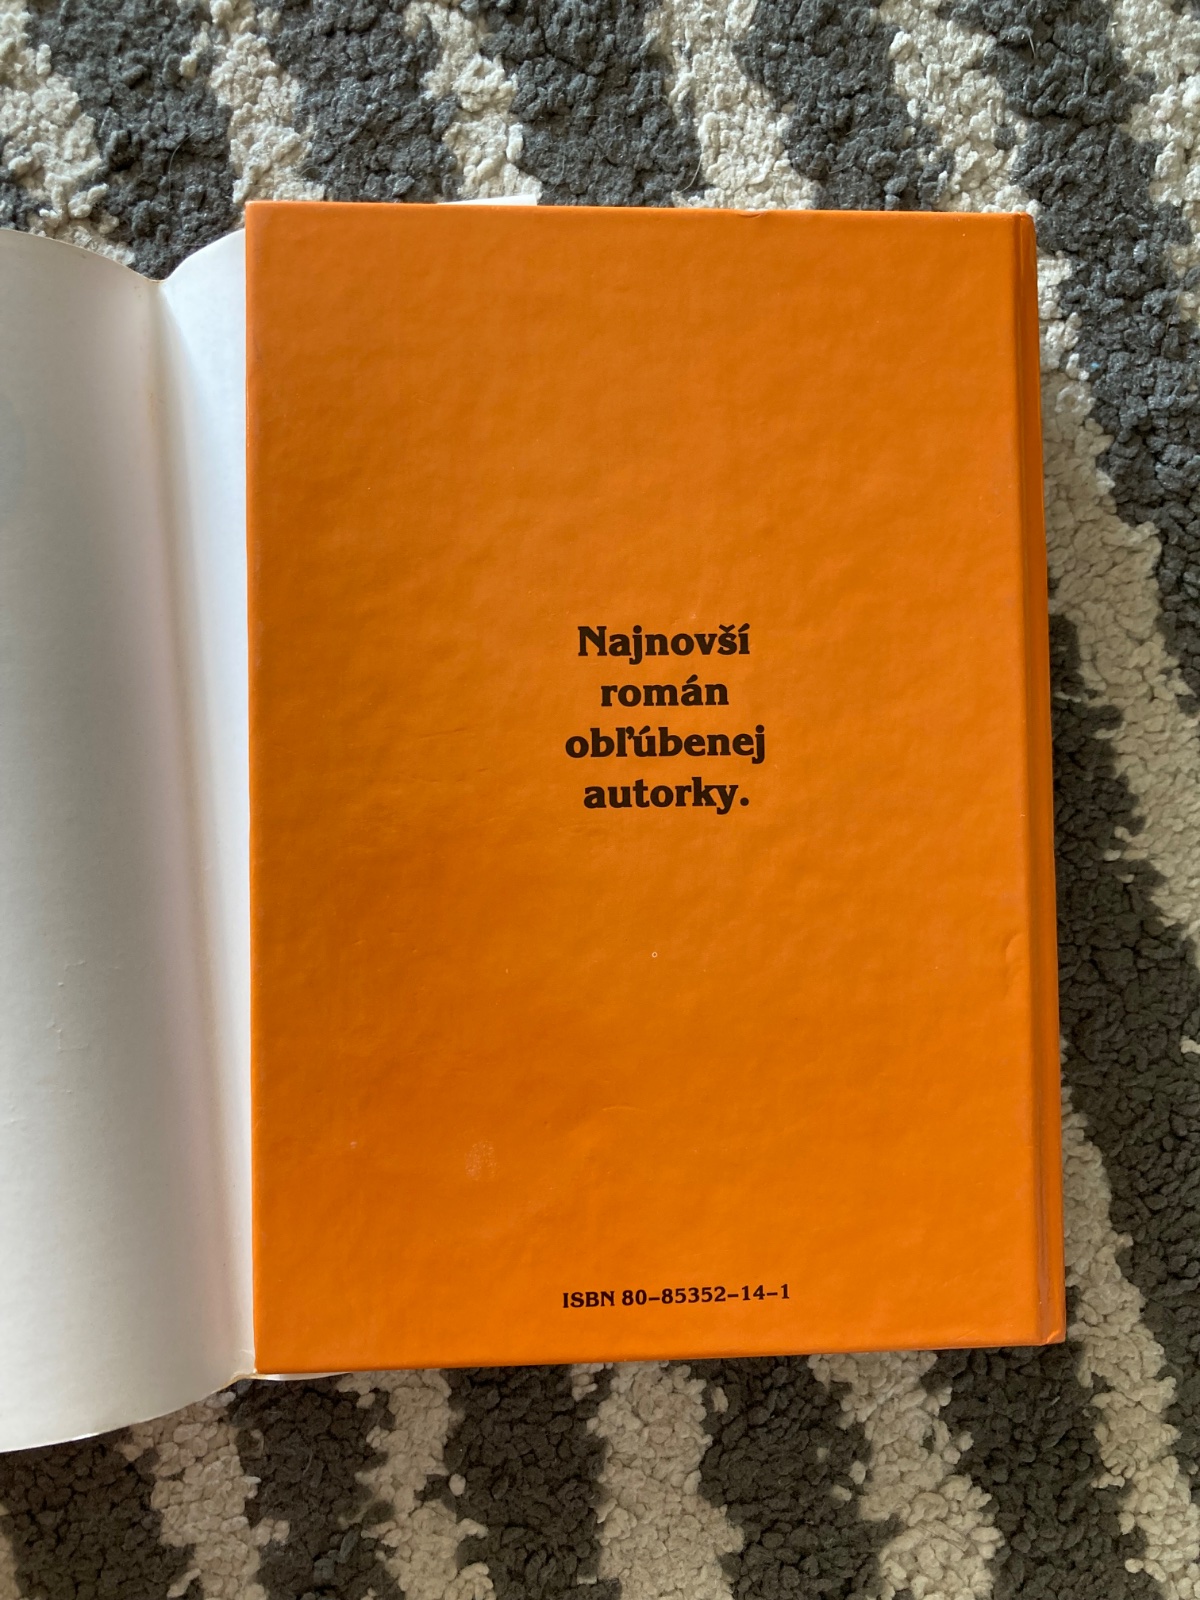 Najnovší
román
obľúbenej
autorky.
ISBN 80–85352–14–1